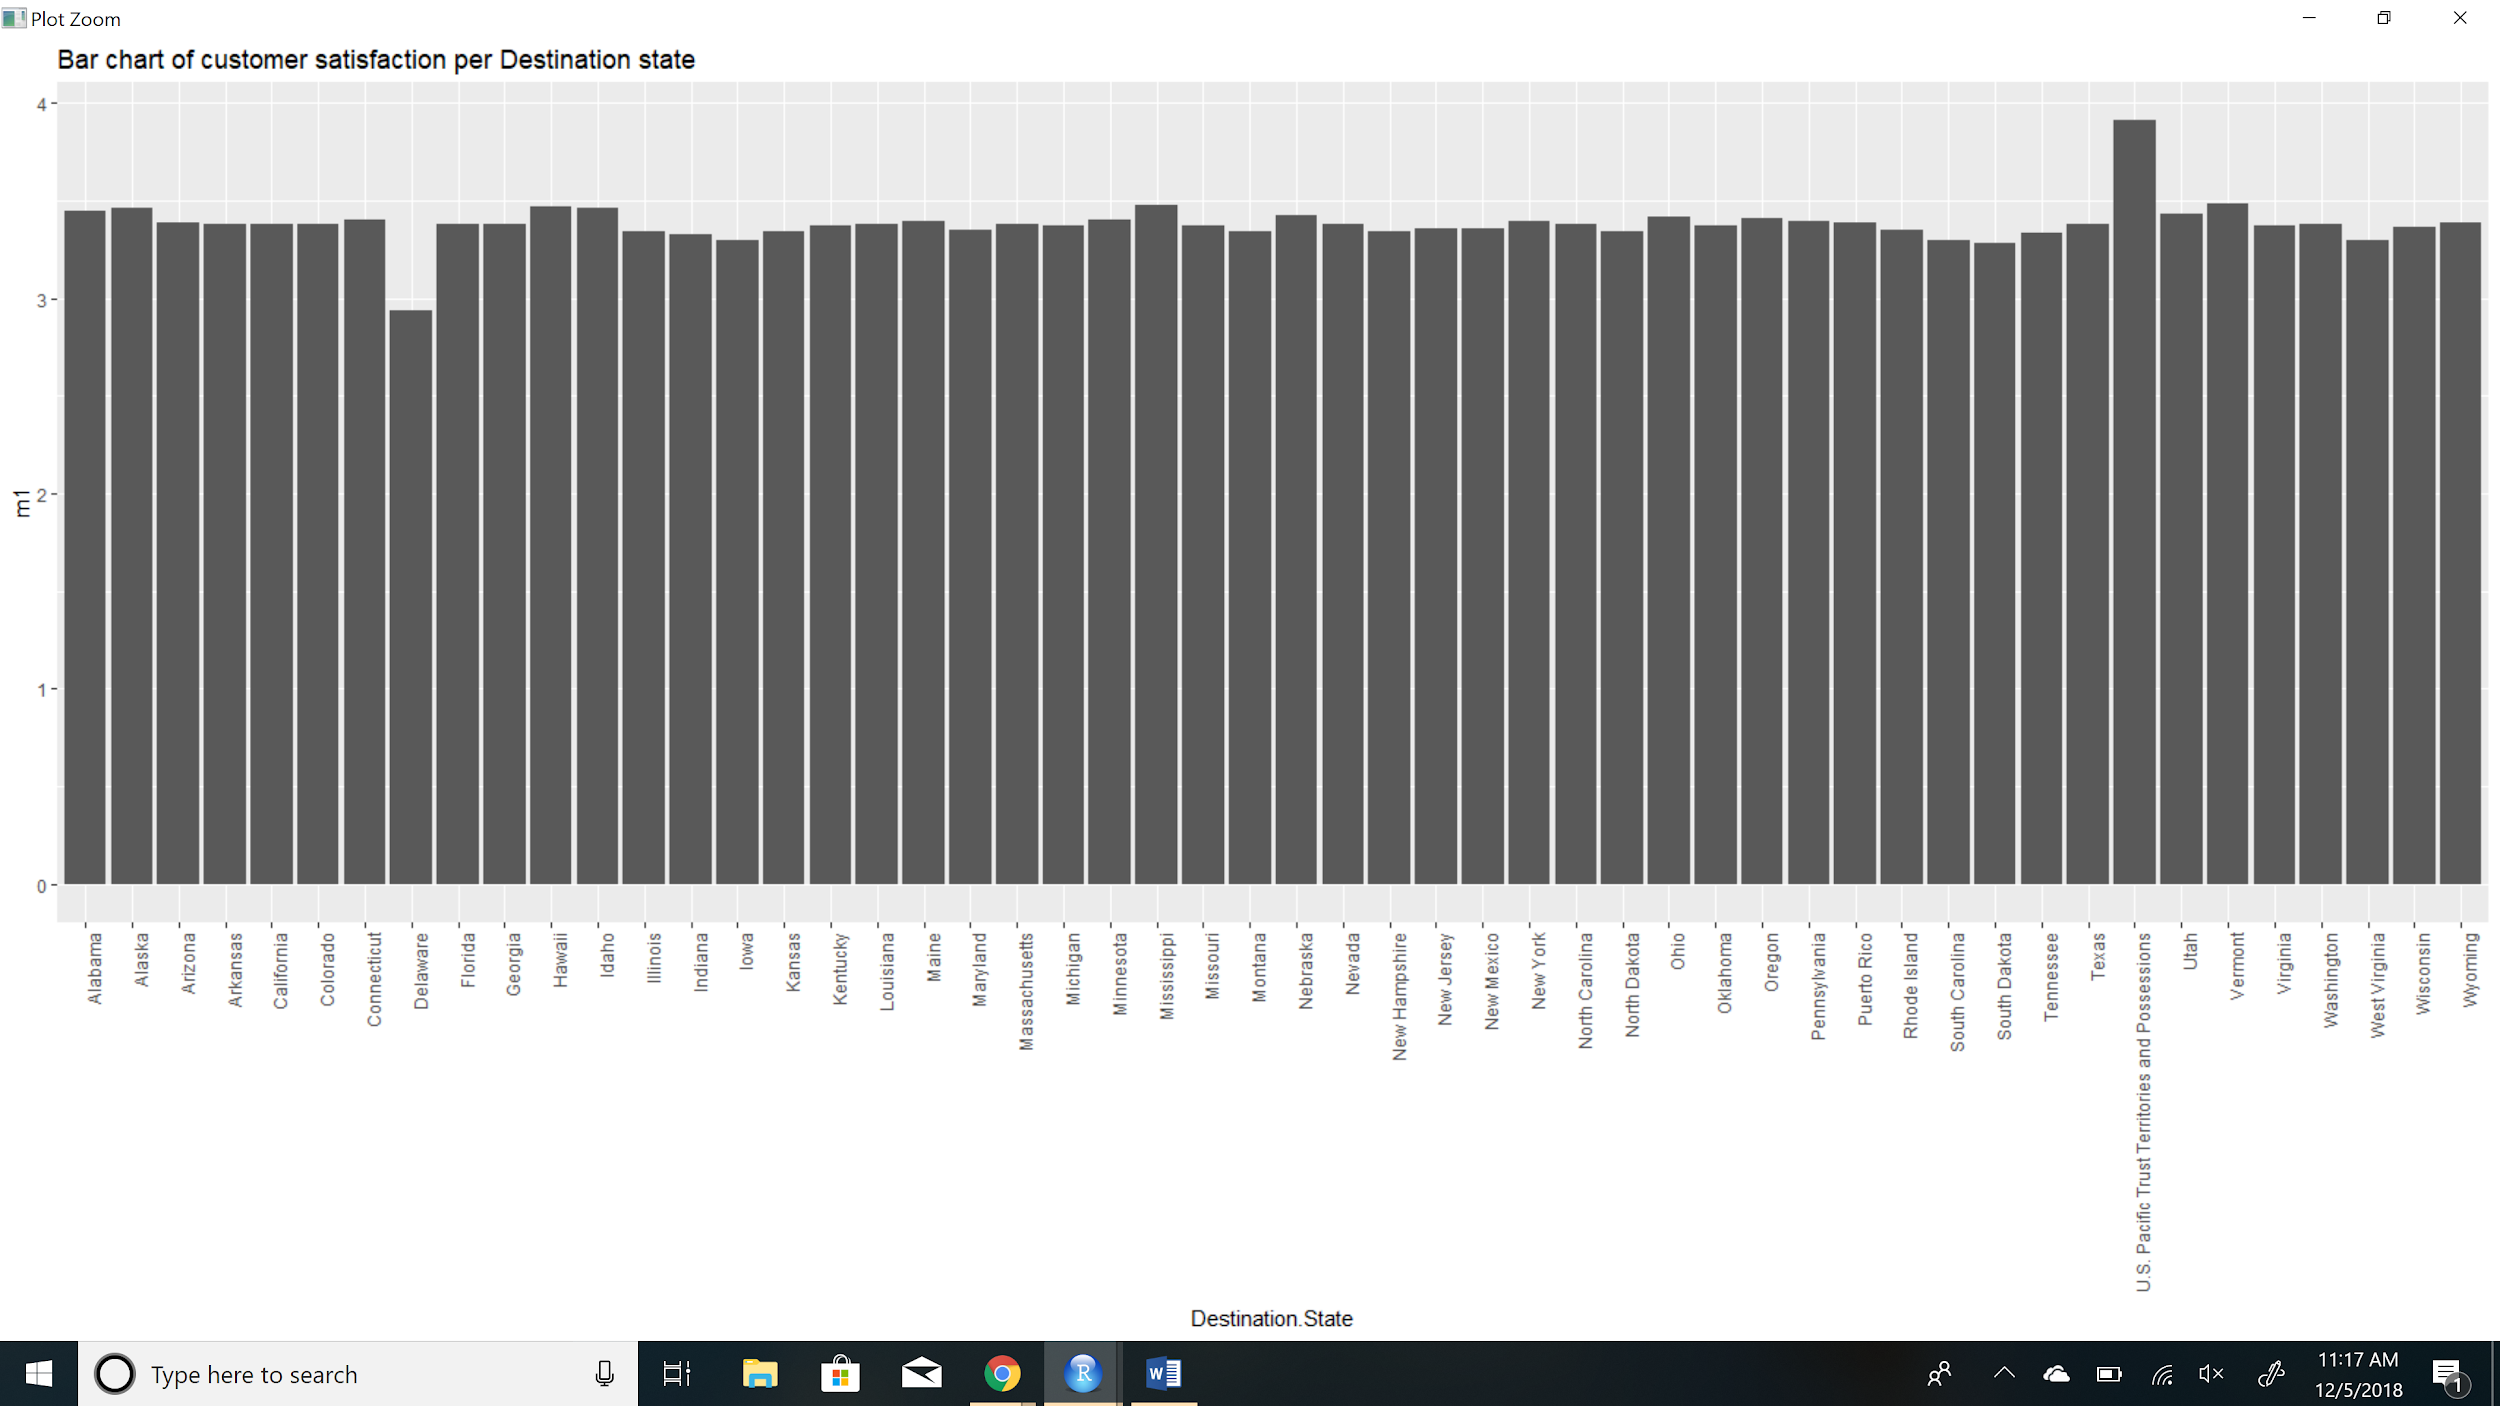 Plot Zoom
Bar chart of customer satisfaction per Destination state
4
3
2
1
0
m1
Alabama
Alaska
Arizona
Arkansas
California
Colorado
Connecticut
Delaware
Florida
Georgia
Hawaii
Idaho
Illinois
Indiana
Iowa
Kansas
Kentucky
Louisiana
Maine
Maryland
Massachusetts
Michigan
Minnesota
Mississippi
Missouri
Montana
Nebraska
Nevada
New Hampshire
New Jersey
New Mexico
New York
North Carolina
North Dakota
Ohio
Oklahoma
Oregon
Pennsylvania
Puerto Rico
Rhode Island
South Carolina
South Dakota
Tennessee
Texas
U.S. Pacific Trust Territories and Possessions
Utah
Vermont
Virginia
Washington
West Virginia
Wisconsin
Wyoming
Destination.State
Type here to search
R
W
11:17 AM
12/5/2018
1